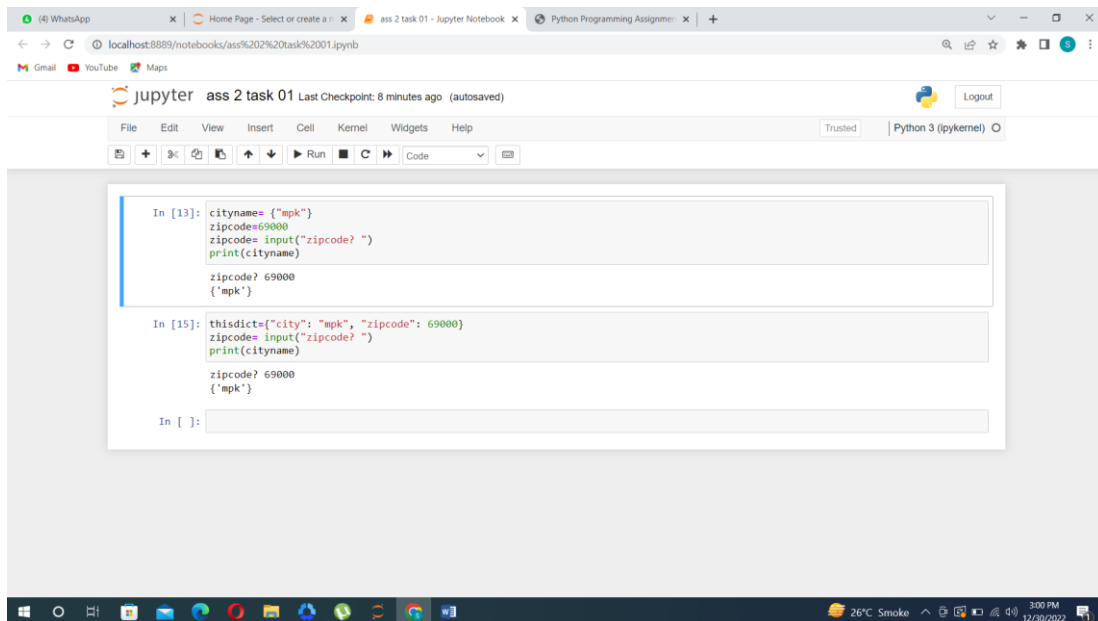 (4) WhatsApp
Home Page - Select or create a n
ass 2 task 01 - Jupyter Notebook
Python Programming Assignmen
localhost:8889/notebooks/ass%202%20task%2001.ipynb
S
Gmail YouTube Maps
jupyter ass 2 task 01 Last Checkpoint: 8 minutes ago (autosaved)
Logout
File Edit View Insert Cell Kernel Widgets Help
Trusted
Python 3 (ipykernel)
Run Code
In [13]: cityname= {"mpk"}
zipcode=69000
zipcode= input("zipcode? ")
print(cityname)
zipcode? 69000
{'mpk'}
In [15]: thisdict={"city": "mpk", "zipcode": 69000}
zipcode= input("zipcode? ")
print(cityname)
zipcode? 69000
{'mpk'}
In [ ]:
26°C Smoke
3:00 PM
12/30/2022